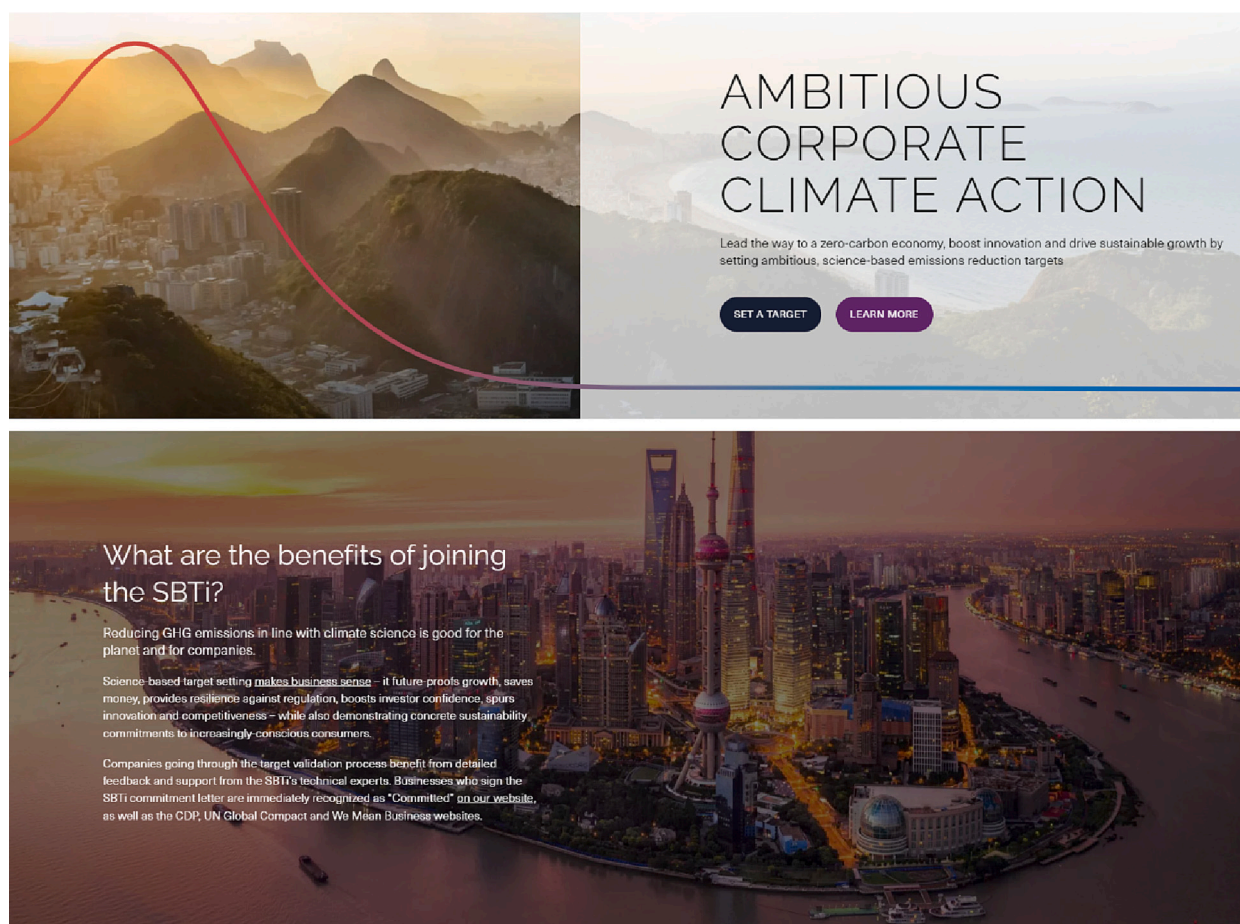 AMBITIOUS
CORPORATE
CLIMATE ACTION
Lead the way to a zero-carbon economy, boost innovation and drive sustainable growth by
setting ambitious, science-based emissions reduction targets
SET A TARGET
LEARN MORE
What are the benefits of joining
the SBTi?
Reducing GHG emissions in line with climate science is good for the
planet and for companies.
Science-based target setting makes business sense – it future-proofs growth, saves
money, provides resilience against regulation, boosts investor confidence, spurs
innovation and competitiveness – while also demonstrating concrete sustainability
commitments to increasingly-conscious consumers.
Companies going through the target validation process benefit from detailed
feedback and support from the SBTi's technical experts. Businesses who sign the
SBTi commitment letter are immediately recognized as "Committed" on our website,
as well as the CDP, UN Global Compact and We Mean Business websites.